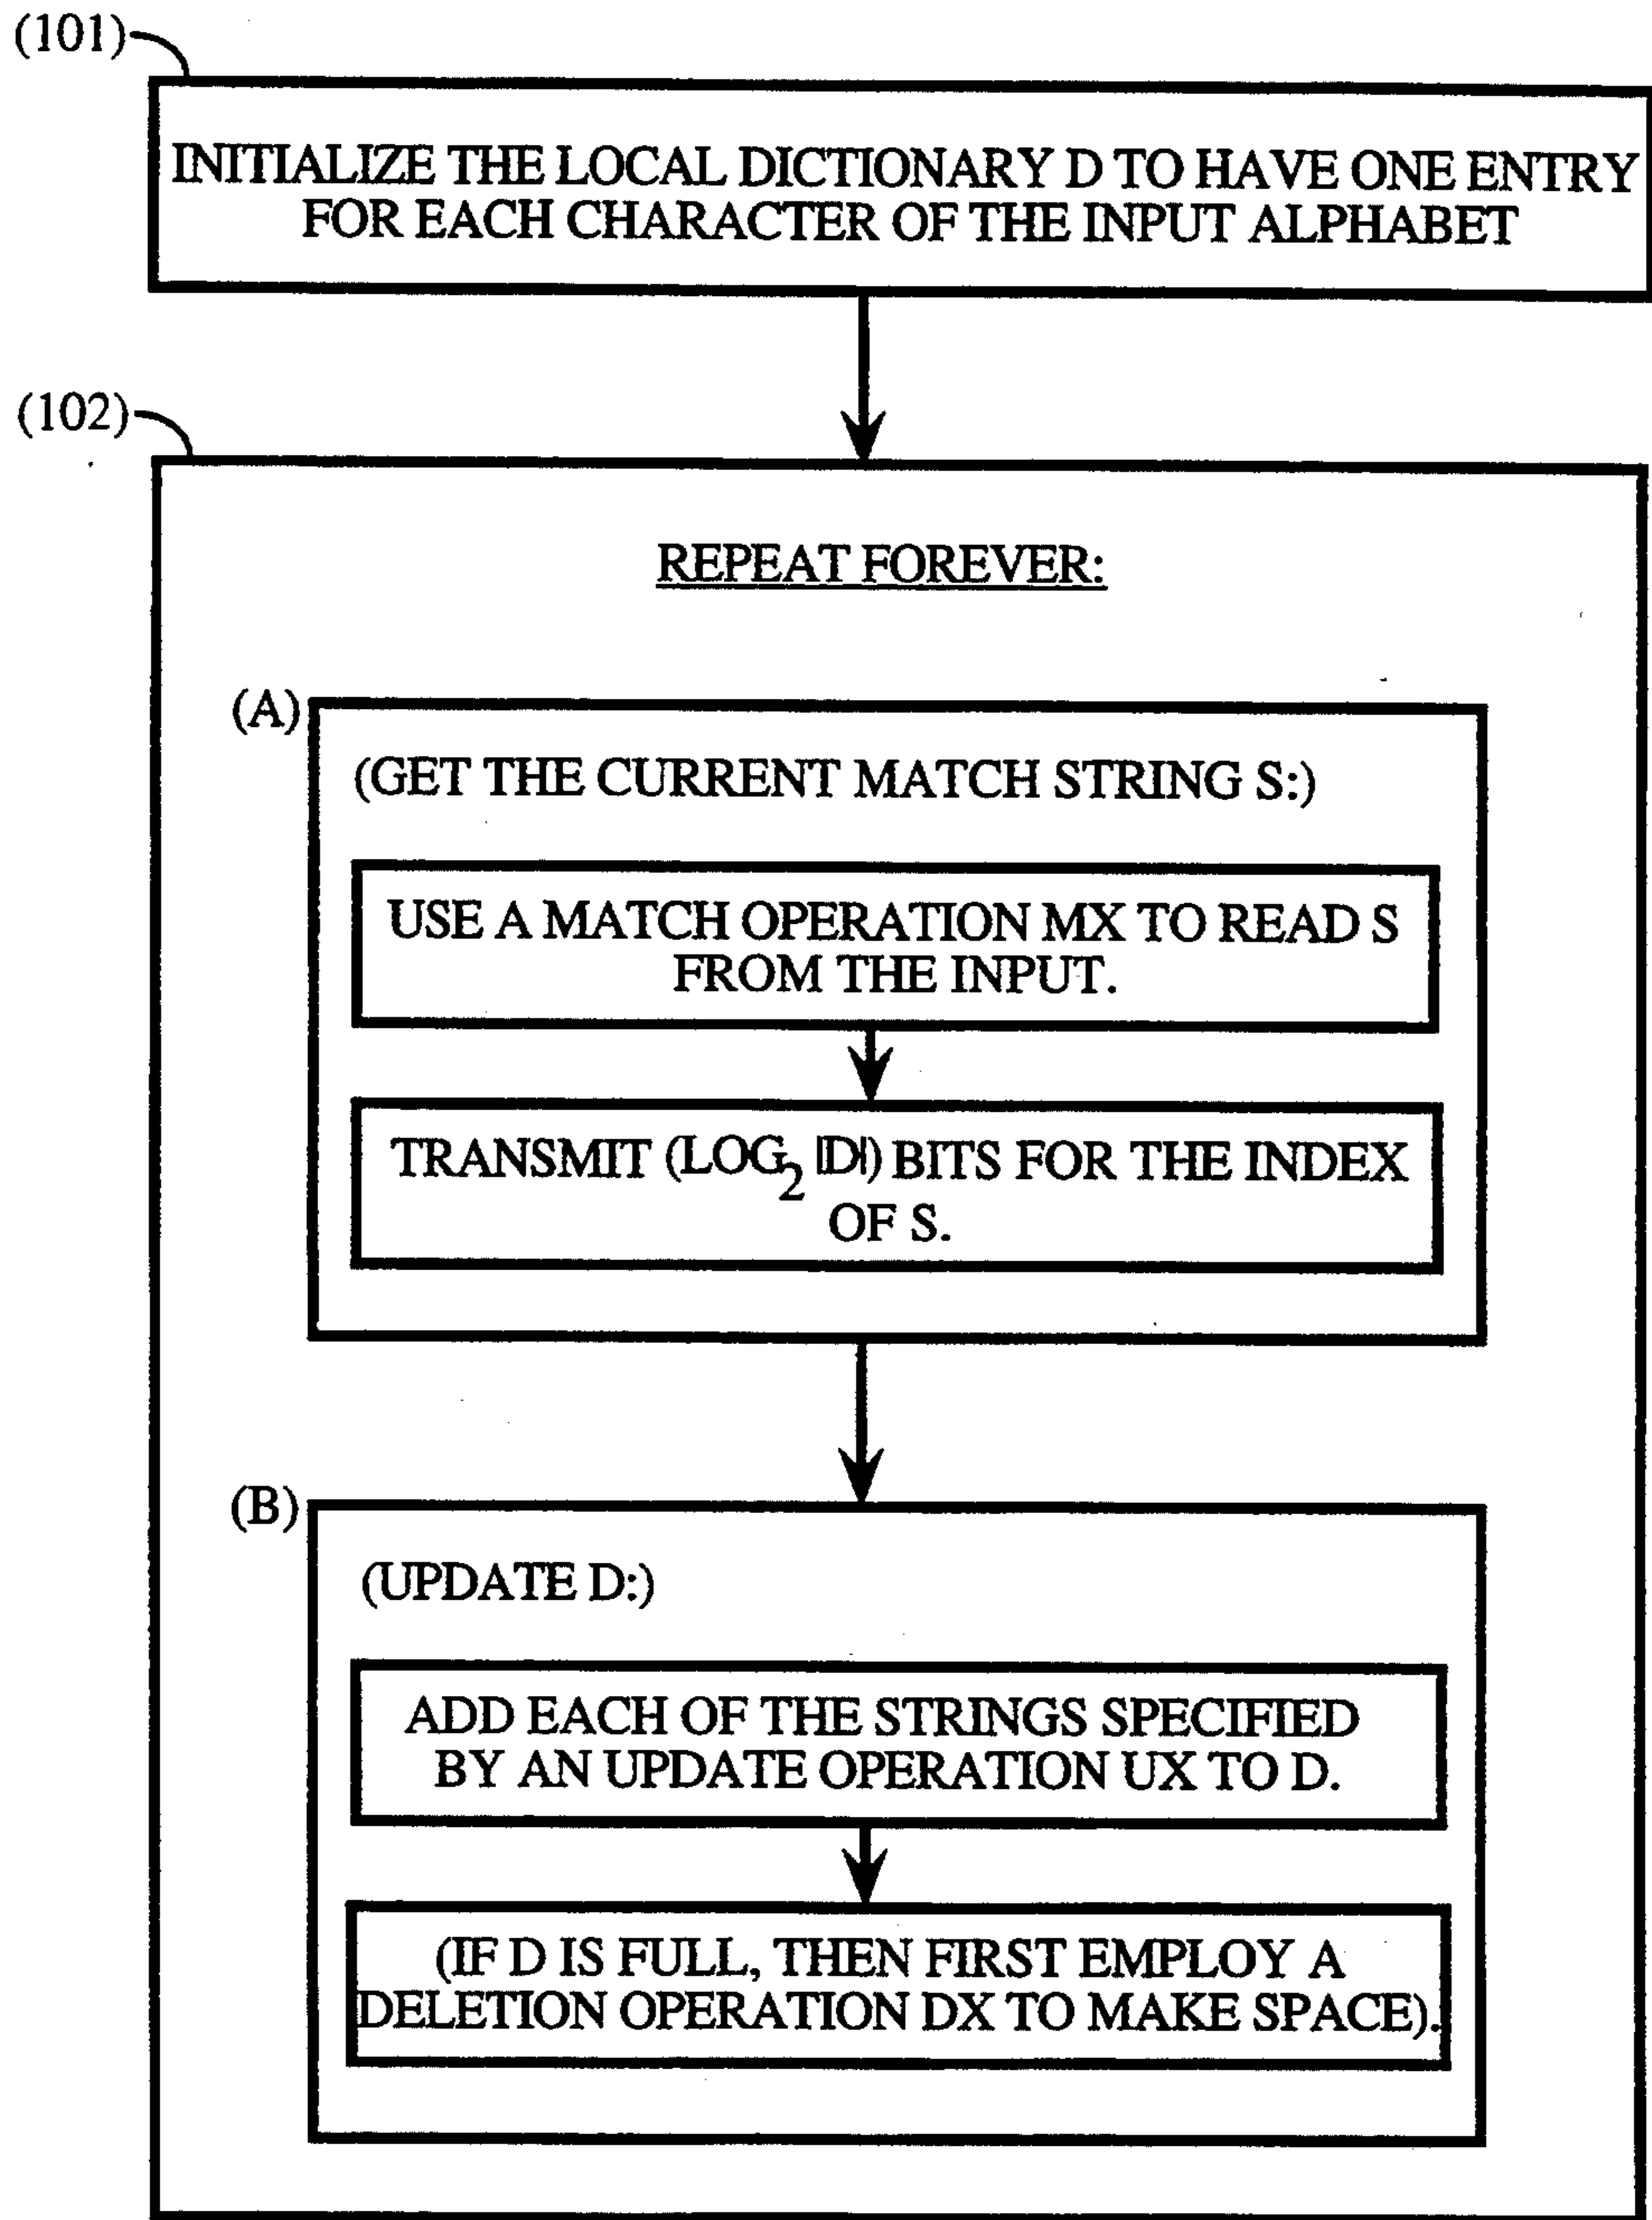 (101)
INITIALIZE THE LOCAL DICTIONARY D TO HAVE ONE ENTRY
FOR EACH CHARACTER OF THE INPUT ALPHABET
(102)
REPEAT FOREVER:
(A)
(GET THE CURRENT MATCH STRING S:)
USE A MATCH OPERATION MX TO READ S
FROM THE INPUT.
TRANSMIT (LOG₂ |D|) BITS FOR THE INDEX
OF S.
(B)
(UPDATE D:)
ADD EACH OF THE STRINGS SPECIFIED
BY AN UPDATE OPERATION UX TO D.
(IF D IS FULL, THEN FIRST EMPLOY A
DELETION OPERATION DX TO MAKE SPACE).